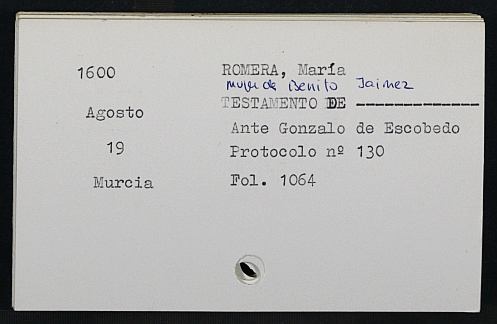 1600
Agosto
19
Murcia
ROMERA, María
mujer de Benito Jaimez
TESTAMENTO DE -------------
Ante Gonzalo de Escobedo
Protocolo nº 130
Fol. 1064